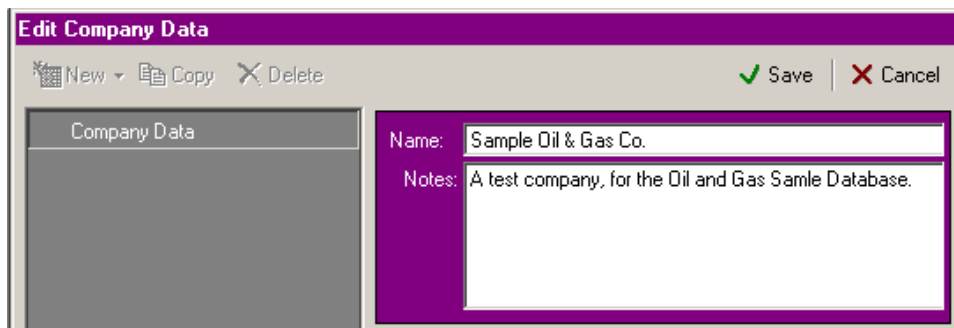 Edit Company Data
New Copy Delete Save Cancel
Company Data
Name: Sample Oil & Gas Co.
Notes: A test company, for the Oil and Gas Samle Database.